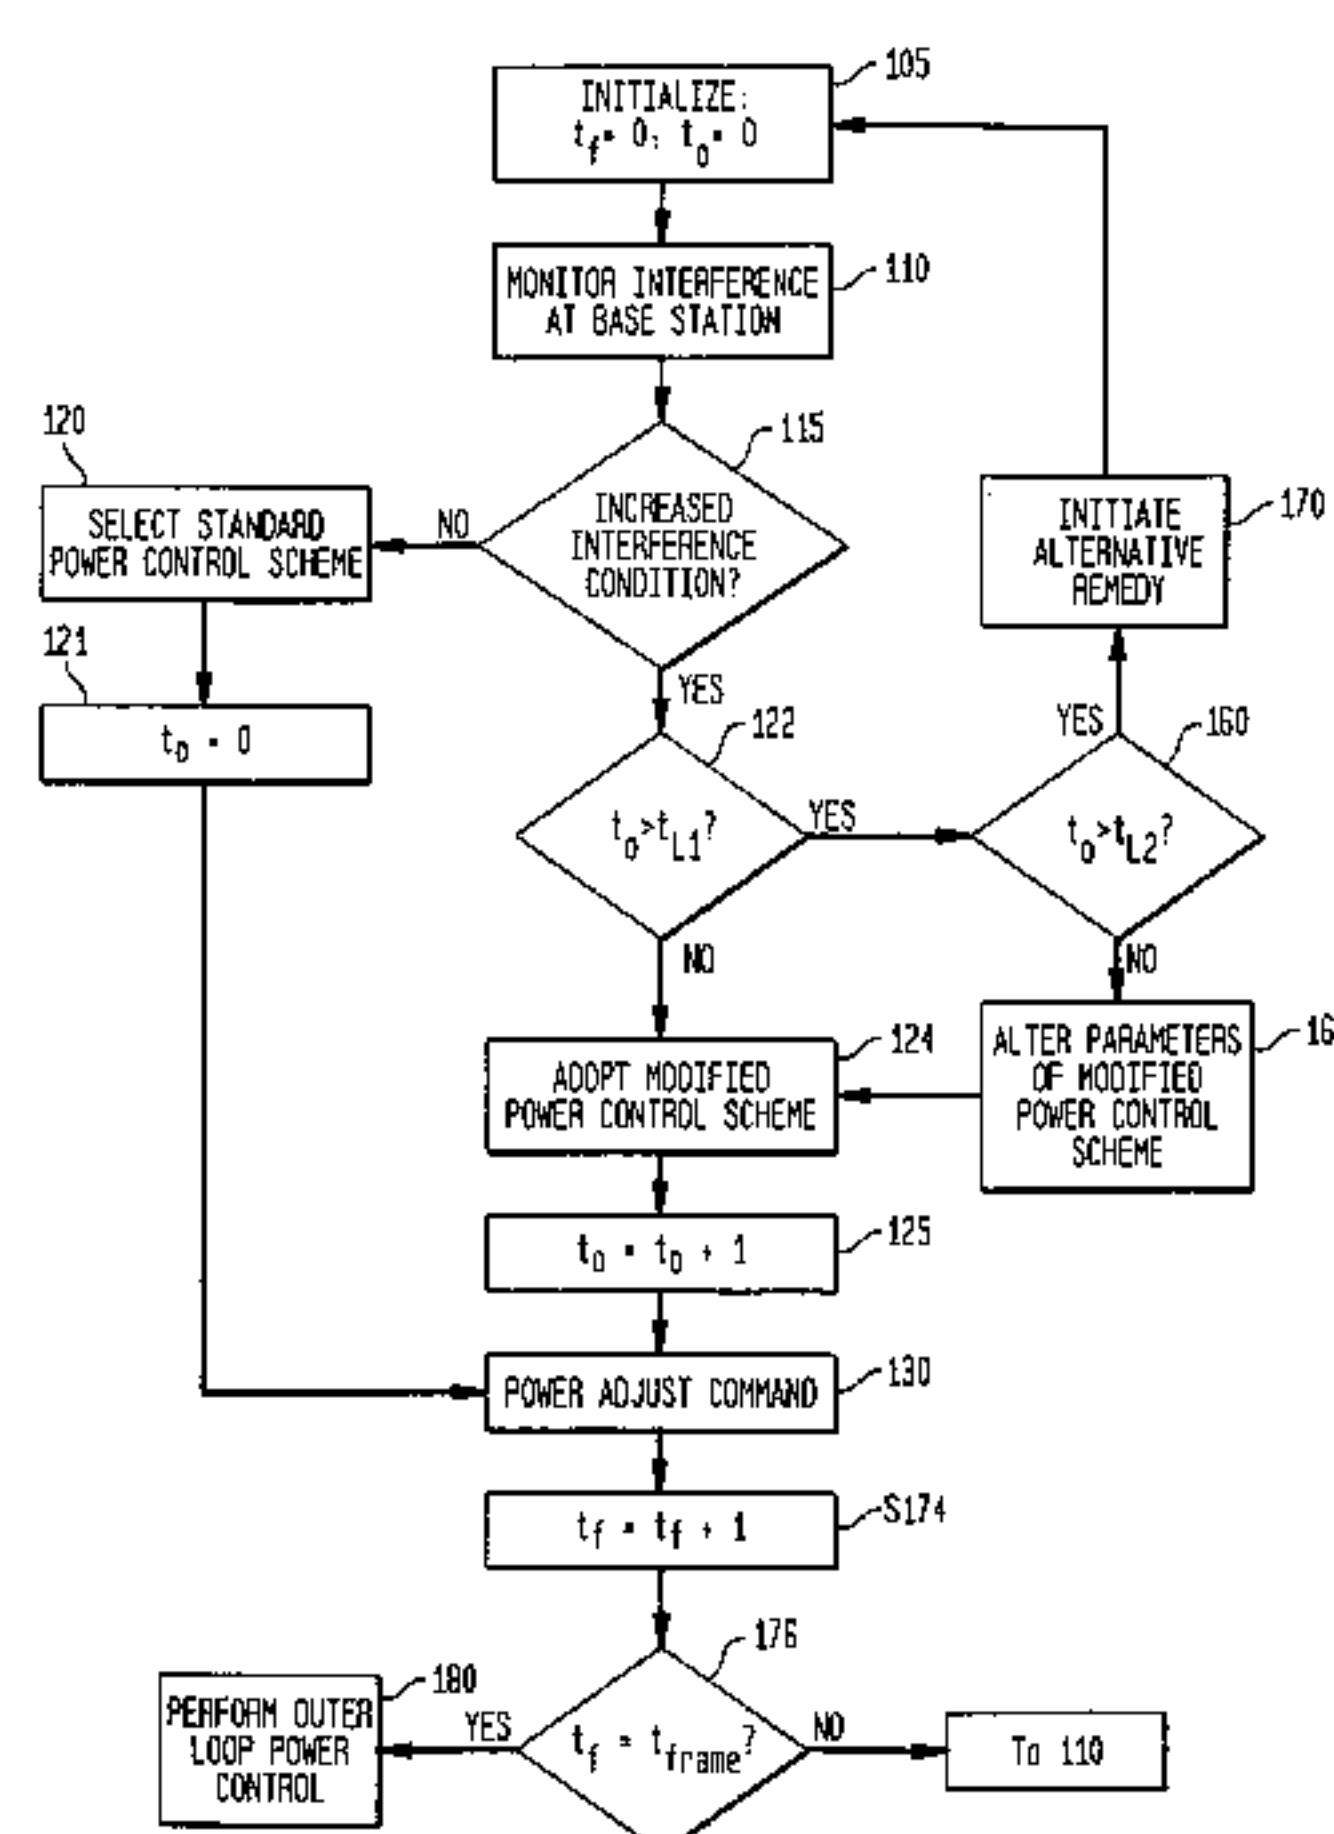 105
INITIALIZE:
tf = 0, to = 0
110
MONITOR INTERFERENCE
AT BASE STATION
115
INCREASED
INTERFERENCE
CONDITION?
NO
YES
120
SELECT STANDARD
POWER CONTROL SCHEME
121
to = 0
122
to>tL1?
YES
NO
160
to>tL2?
YES
NO
170
INITIATE
ALTERNATIVE
REMEDY
16
ALTER PARAMETERS
OF MODIFIED
POWER CONTROL
SCHEME
124
ADOPT MODIFIED
POWER CONTROL SCHEME
125
to = to + 1
130
POWER ADJUST COMMAND
S174
tf = tf + 1
176
tf = tframe?
YES
NO
180
PERFORM OUTER
LOOP POWER
CONTROL
To 110